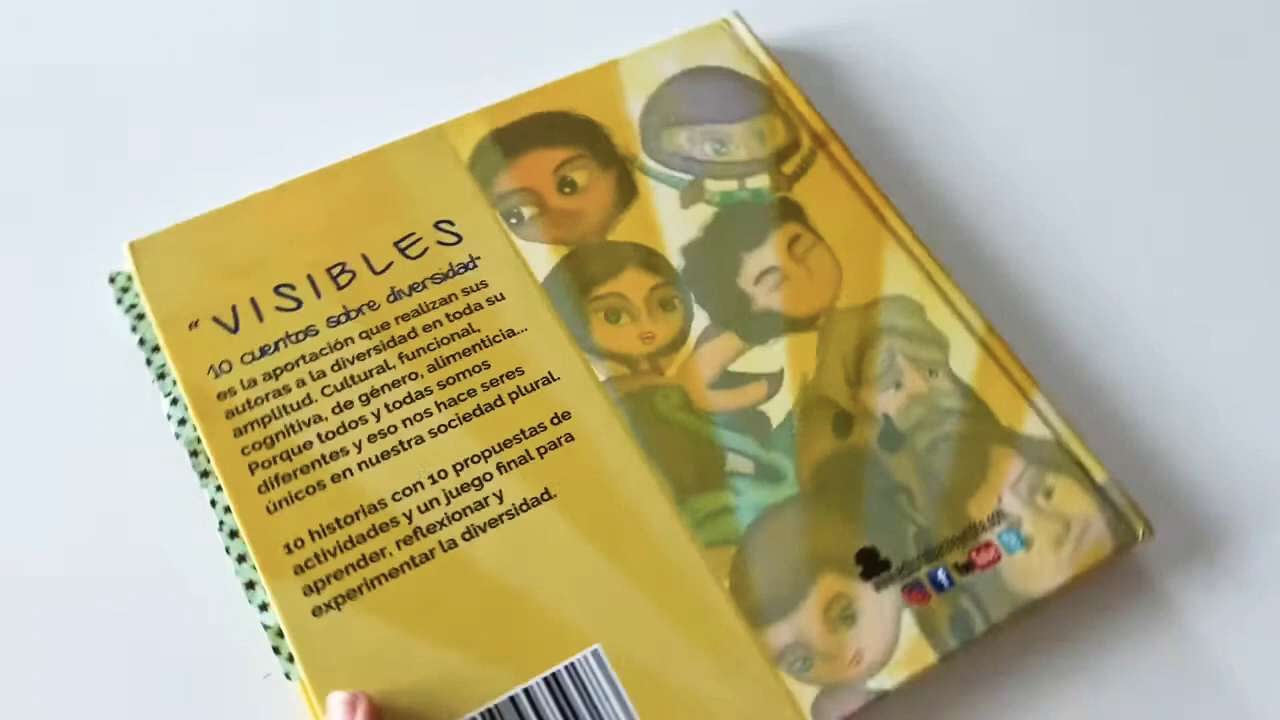 "VISIBLES
10 cuentos sobre diversidad"
es la aportación que realizan sus
autoras a la diversidad en toda su
amplitud. Cultural, funcional,
cognitiva, de género, alimenticia...
Porque todos y todas somos
diferentes y eso nos hace seres
únicos en nuestra sociedad plural.
10 historias con 10 propuestas de
actividades y un juego final para
aprender, reflexionar y
experimentar la diversidad.